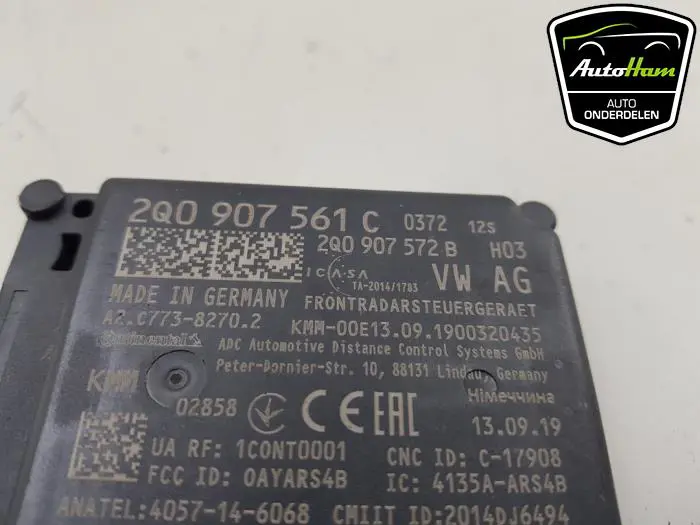 AutoHam
AUTO
ONDERDELEN
2Q0 907 561 C 0372 12s
2Q0 907 572 B H03
ICASA
TA-2014/1783
VW AG
MADE IN GERMANY FRONTRADARSTEUERGERAET
A2.C773-8270.2 KMM-00E13.09.1900320435
Continental ADC Automotive Distance Control Systems GmbH
Peter-Dornier-Str. 10, 88131 Lindau, Germany
KMM Німеччина
02858 CE EAC 13.09.19
UA RF: 1CONT0001 CNC ID: C-17908
FCC ID: OAYARS4B IC: 4135A-ARS4B
ANATEL:4057-14-6068 CMIIT ID:2014DJ6494